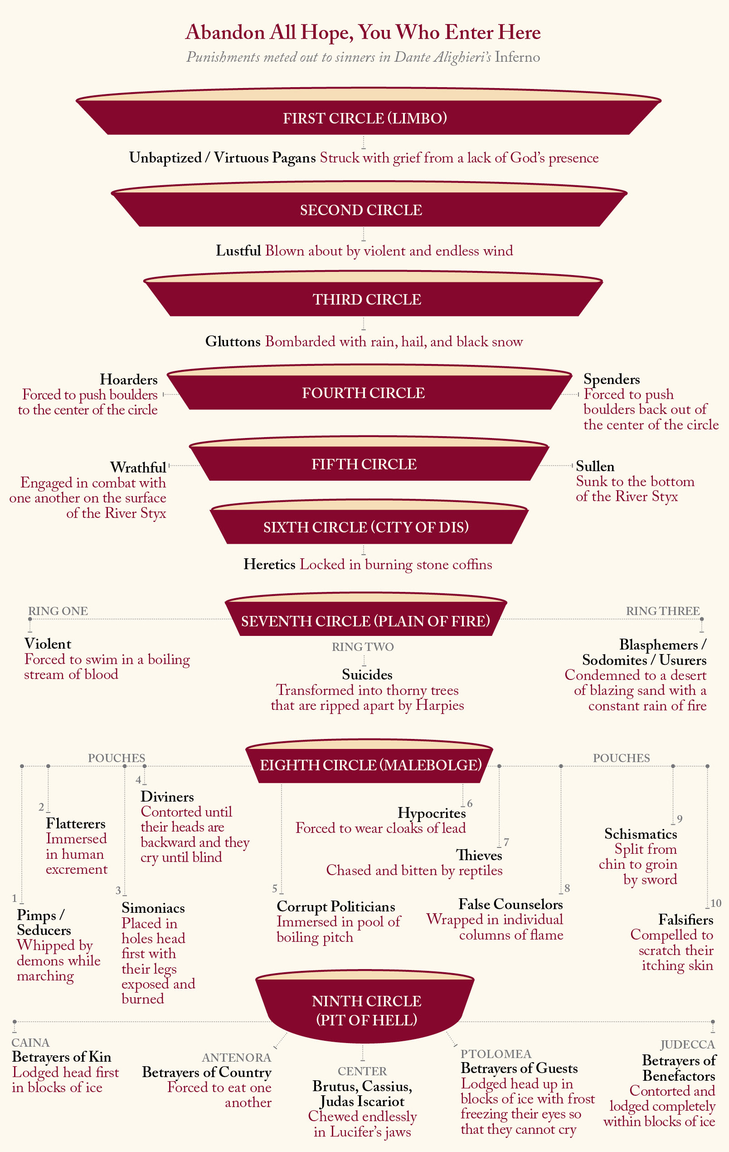 Abandon All Hope, You Who Enter Here
Punishments meted out to sinners in Dante Alighieri's Inferno
FIRST CIRCLE (LIMBO)
Unbaptized / Virtuous Pagans Struck with grief from a lack of God's presence
SECOND CIRCLE
Lustful Blown about by violent and endless wind
THIRD CIRCLE
Gluttons Bombarded with rain, hail, and black snow
FOURTH CIRCLE
Hoarders
Forced to push boulders
to the center of the circle
Spenders
Forced to push
boulders back out of
the center of the circle
FIFTH CIRCLE
Wrathful
Engaged in combat with
one another on the surface
of the River Styx
Sullen
Sunk to the bottom
of the River Styx
SIXTH CIRCLE (CITY OF DIS)
Heretics Locked in burning stone coffins
SEVENTH CIRCLE (PLAIN OF FIRE)
RING ONE
Violent
Forced to swim in a boiling
stream of blood
RING TWO
Suicides
Transformed into thorny trees
that are ripped apart by Harpies
RING THREE
Blasphemers /
Sodomites / Usurers
Condemned to a desert
of blazing sand with a
constant rain of fire
EIGHTH CIRCLE (MALEBOLGE)
POUCHES
POUCHES
1
Pimps /
Seducers
Whipped by
demons while
marching
2
Flatterers
Immersed
in human
excrement
3
Simoniacs
Placed in
holes head
first with
their legs
exposed and
burned
4
Diviners
Contorted until
their heads are
backward and they
cry until blind
5
Corrupt Politicians
Immersed in pool of
boiling pitch
6
Hypocrites
Forced to wear cloaks of lead
7
Thieves
Chased and bitten by reptiles
8
False Counselors
Wrapped in individual
columns of flame
9
Schismatics
Split from
chin to groin
by sword
10
Falsifiers
Compelled to
scratch their
itching skin
NINTH CIRCLE
(PIT OF HELL)
CAINA
Betrayers of Kin
Lodged head first
in blocks of ice
ANTENORA
Betrayers of Country
Forced to eat one
another
CENTER
Brutus, Cassius,
Judas Iscariot
Chewed endlessly
in Lucifer's jaws
PTOLOMEA
Betrayers of Guests
Lodged head up in
blocks of ice with frost
freezing their eyes so
that they cannot cry
JUDECCA
Betrayers of
Benefactors
Contorted and
lodged completely
within blocks of ice